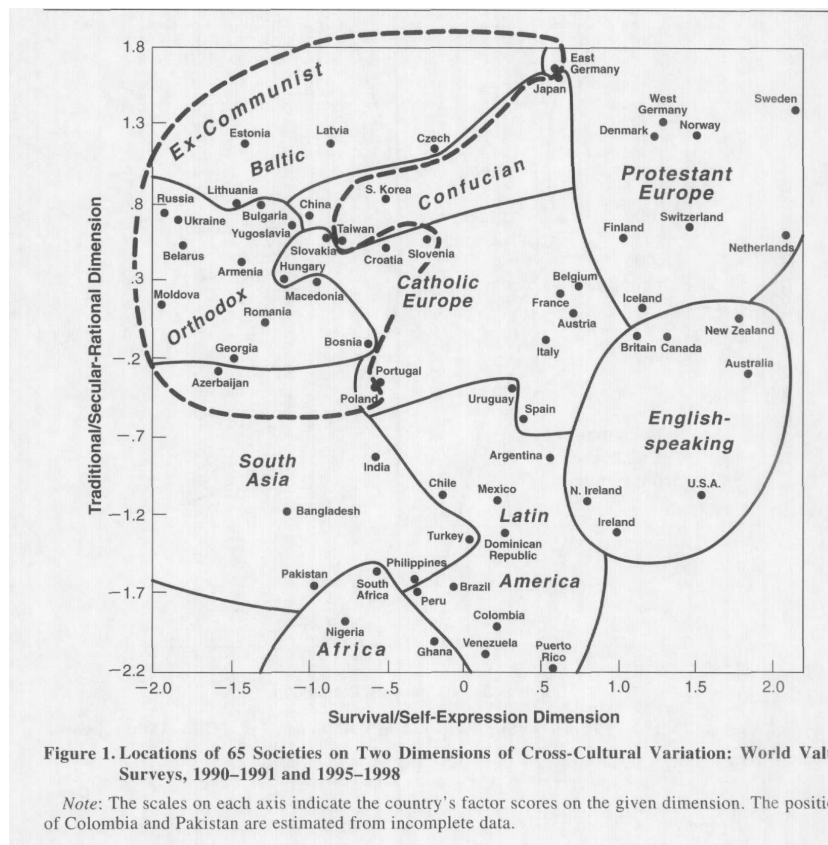 1.8
1.3
.8
.3
−.2
−.7
−1.2
−1.7
−2.2
Traditional/Secular-Rational Dimension
−2.0
−1.5
−1.0
−.5
0
.5
1.0
1.5
2.0
Survival/Self-Expression Dimension
Ex-Communist
Baltic
Confucian
Protestant
Europe
Orthodox
Catholic
Europe
English-
speaking
South
Asia
Latin
America
Africa
East
Germany
Japan
Sweden
West
Germany
Denmark
Norway
Estonia
Latvia
Czech
Lithuania
Russia
Bulgaria
Ukraine
Yugoslavia
China
S. Korea
Taiwan
Slovakia
Croatia
Slovenia
Switzerland
Finland
Netherlands
Belarus
Armenia
Hungary
Macedonia
Moldova
Romania
Belgium
France
Austria
Iceland
Italy
Britain
Canada
New Zealand
Australia
Georgia
Bosnia
Azerbaijan
Portugal
Poland
Uruguay
Spain
India
Argentina
Chile
Mexico
N. Ireland
U.S.A.
Bangladesh
Turkey
Dominican
Republic
Ireland
Pakistan
South
Africa
Philippines
Peru
Brazil
Nigeria
Ghana
Colombia
Venezuela
Puerto
Rico
Figure 1. Locations of 65 Societies on Two Dimensions of Cross-Cultural Variation: World Valu
Surveys, 1990–1991 and 1995–1998
Note: The scales on each axis indicate the country's factor scores on the given dimension. The positi
of Colombia and Pakistan are estimated from incomplete data.